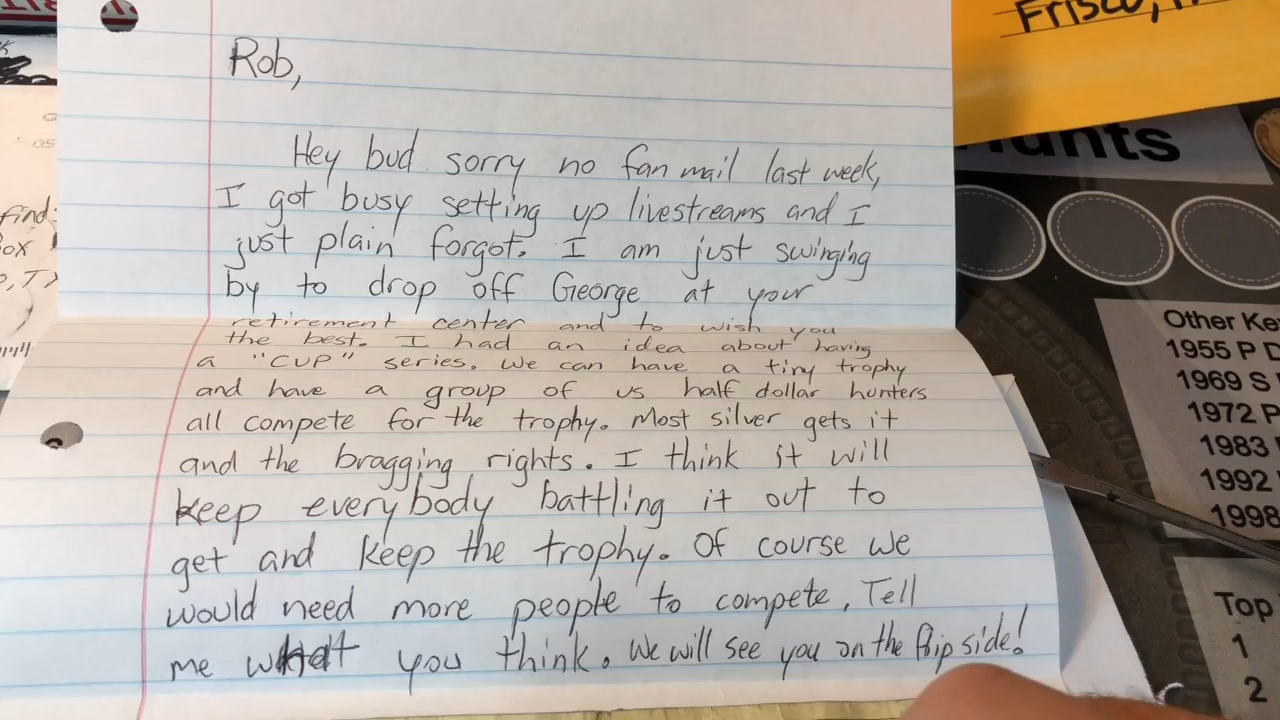 Rob,
Hey bud sorry no fan mail last week,
I got busy setting up livestreams and I
just plain forgot. I am just swinging
by to drop off George at your
retirement center and to wish you
the best. I had an idea about having
a "CUP" series. We can have a tiny trophy
and have a group of us half dollar hunters
all compete for the trophy. Most silver gets it
and the bragging rights. I think it will
keep everybody battling it out to
get and keep the trophy. Of course we
would need more people to compete, Tell
me what you think. We will see you on the flip side!
Frisco,
unts
Other Key
1955 P D
1969 S
1972 P
1983
1992
1998
Top
1
2
find:
ox
, TX